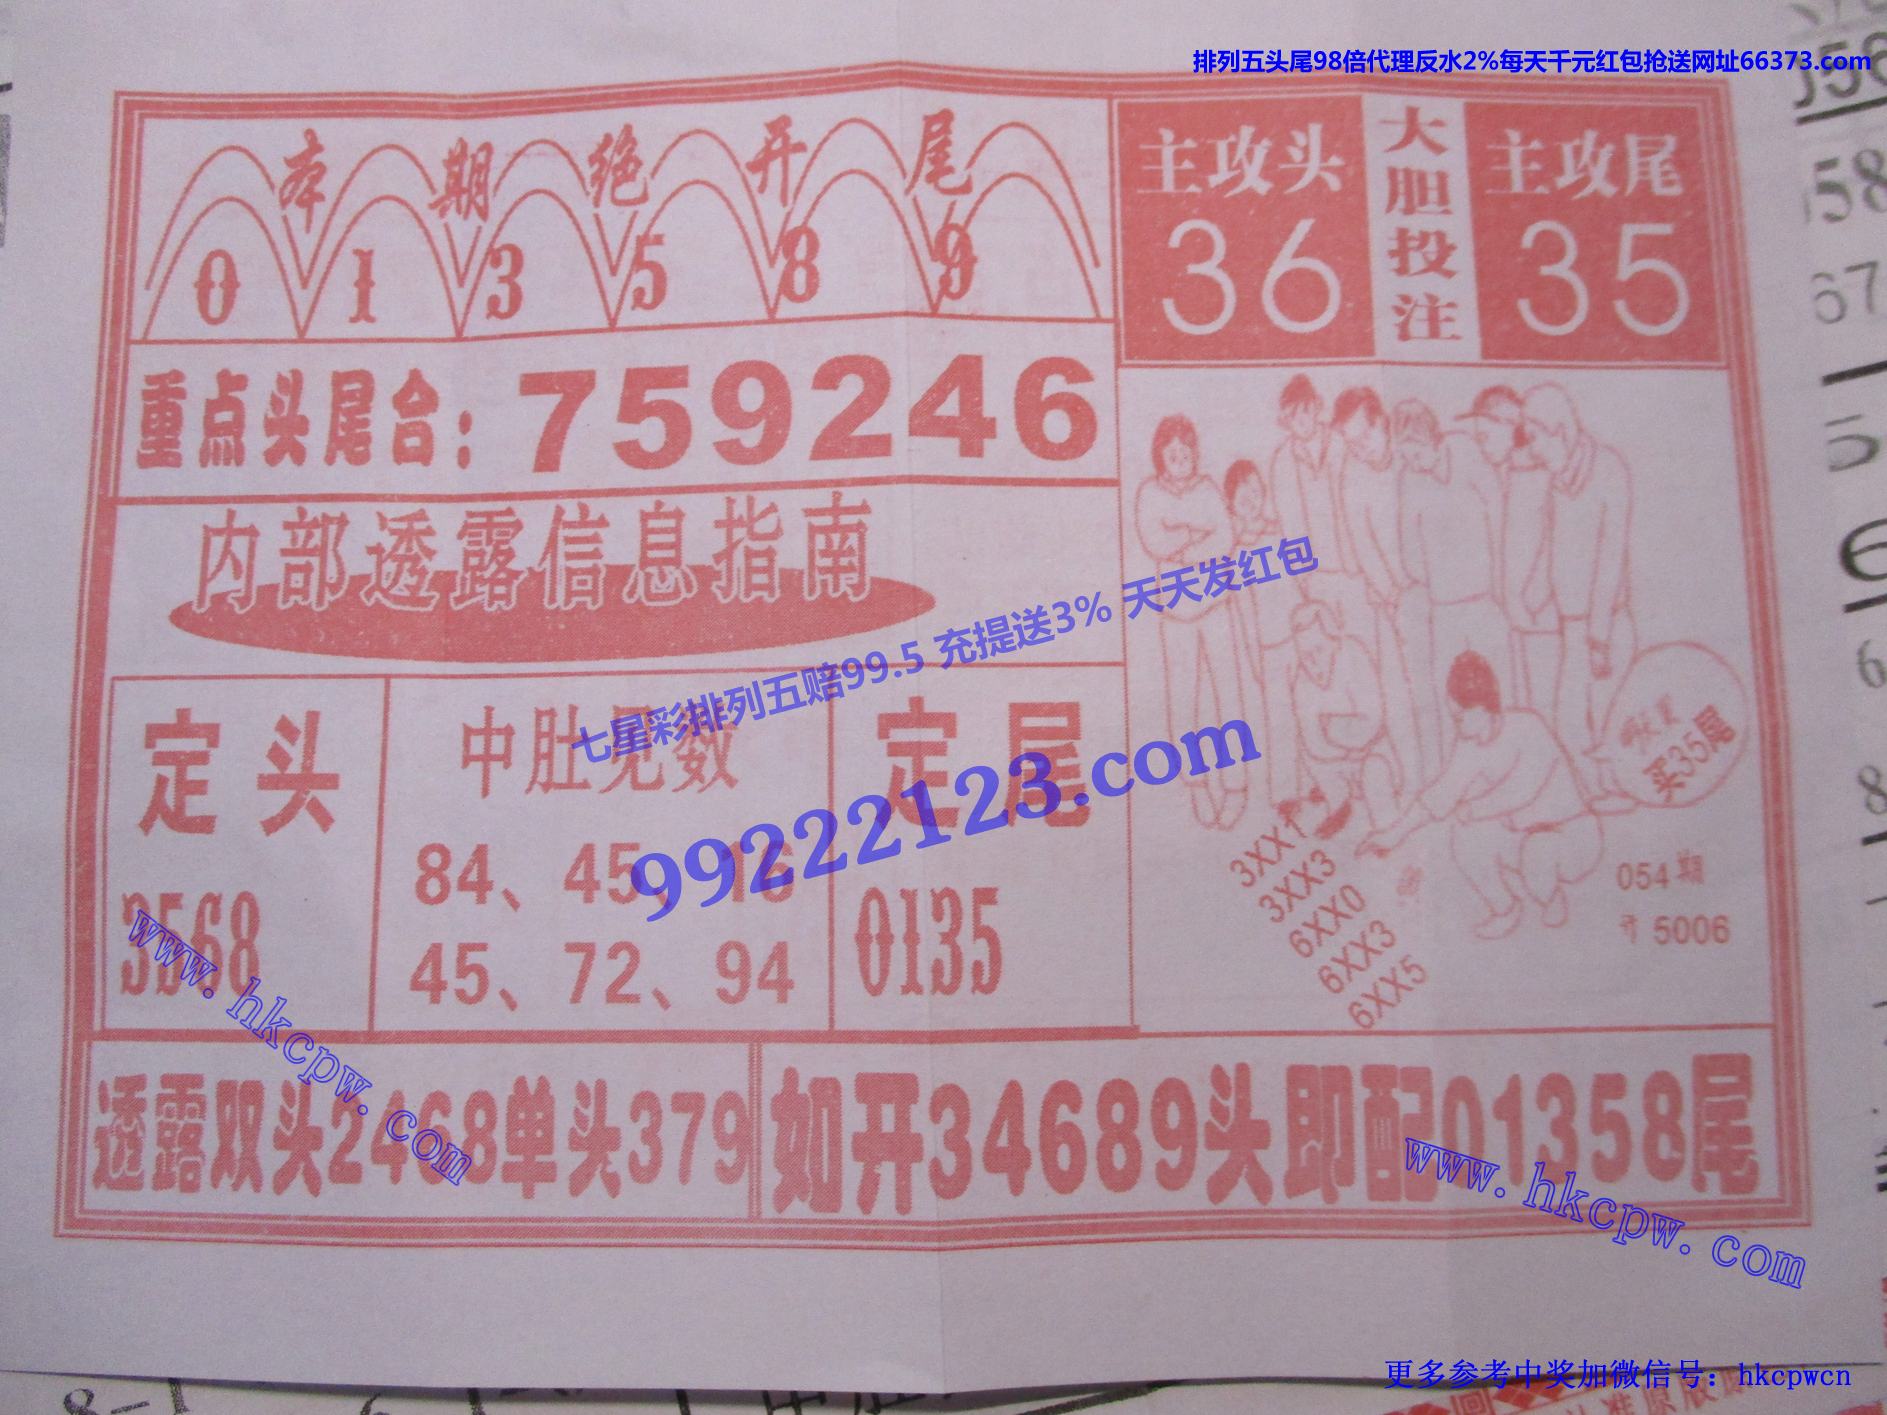 排列五头尾98倍代理反水2%每天千元红包抢送网址66373.com
本期绝开尾
0 1 3 5 8 9
主攻头
36
大胆投注
主攻尾
35
重点头尾合：759246
内部透露信息指南
七星彩排列五赔99.5 充提送3% 天天发红包
99222123.com
定头
3568
中肚见数
84、45、16
45、72、94
定尾
0135
买35尾
3XX1
3XX3
6XX0
6XX3
6XX5
054期
开 5006
透露双头2468单头379
如开34689头即配01358尾
www.hkcpw.com
www.hkcpw.com
更多参考中奖加微信号：hkcpwcn